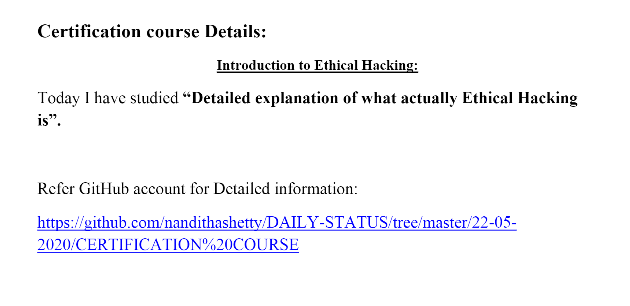 Certification course Details:
Introduction to Ethical Hacking:
Today I have studied “Detailed explanation of what actually Ethical Hacking
is”.
Refer GitHub account for Detailed information:
https://github.com/nandithashetty/DAILY-STATUS/tree/master/22-05-
2020/CERTIFICATION%20COURSE